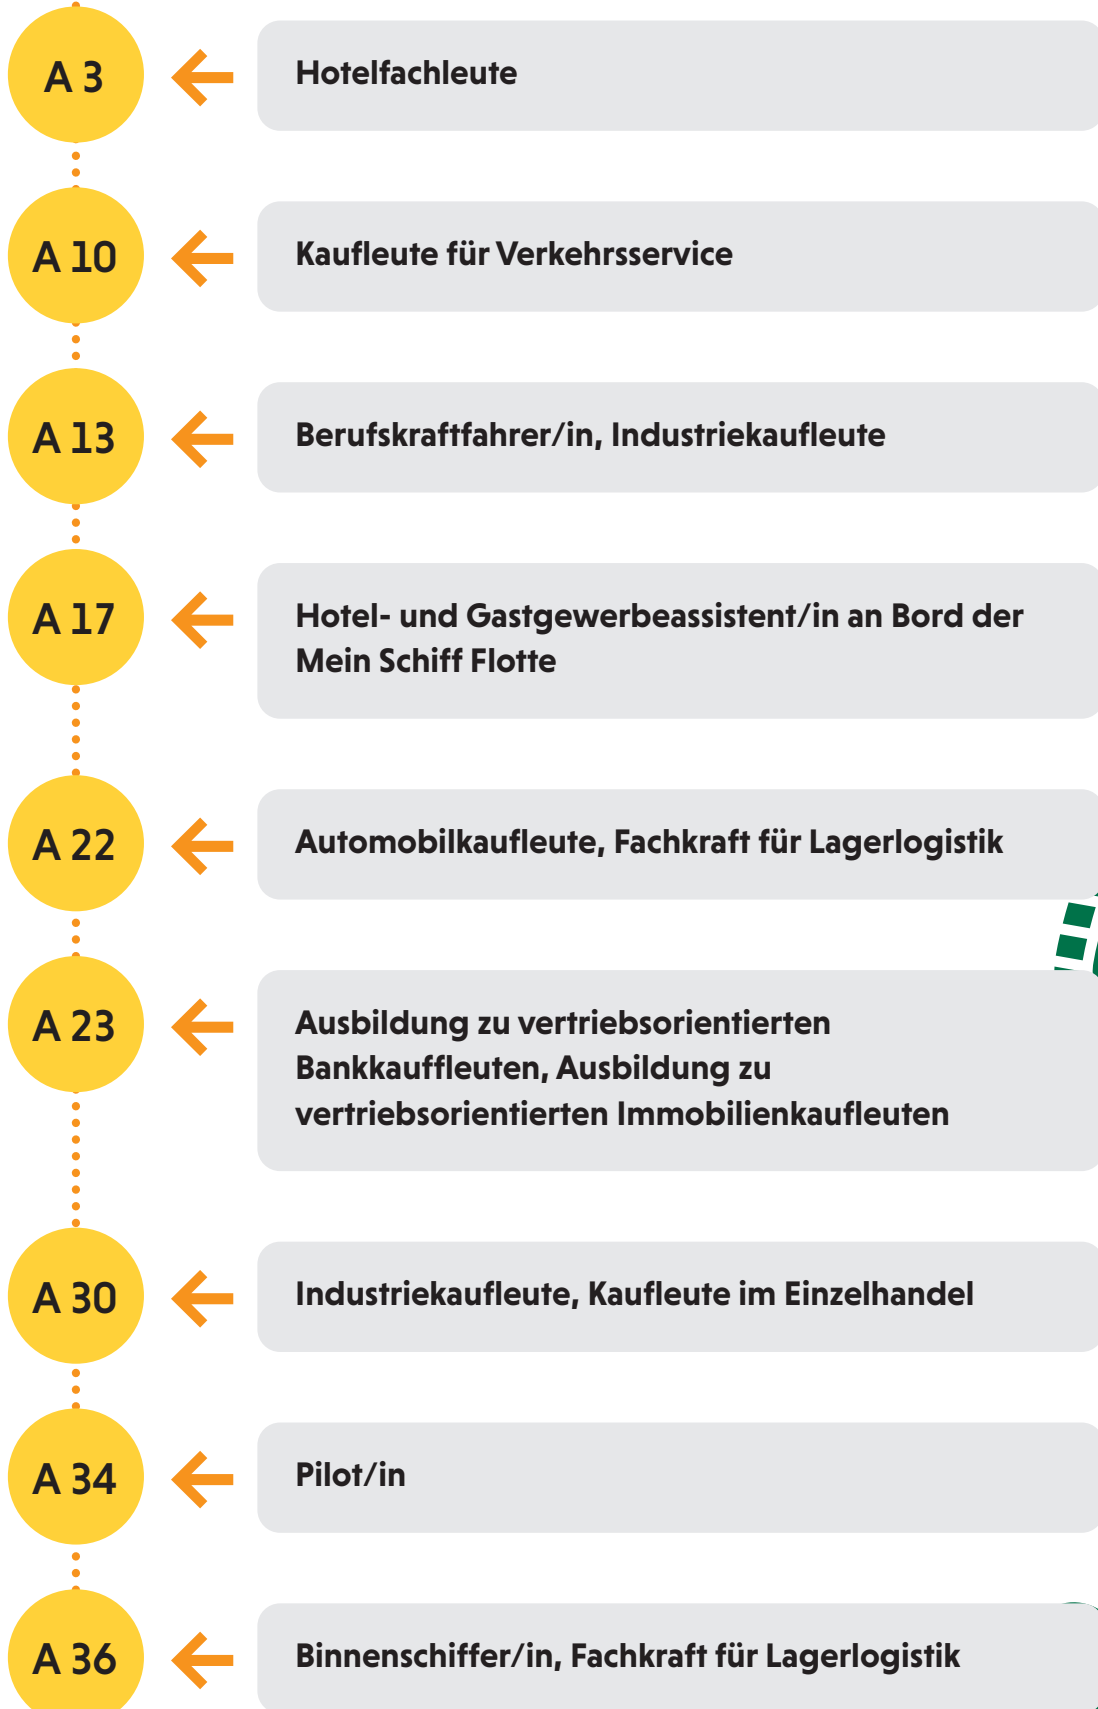 A 3
Hotelfachleute
A 10
Kaufleute für Verkehrsservice
A 13
Berufskraftfahrer/in, Industriekaufleute
A 17
Hotel- und Gastgewerbeassistent/in an Bord der
Mein Schiff Flotte
A 22
Automobilkaufleute, Fachkraft für Lagerlogistik
A 23
Ausbildung zu vertriebsorientierten
Bankkauffleuten, Ausbildung zu
vertriebsorientierten Immobilienkaufleuten
A 30
Industriekaufleute, Kaufleute im Einzelhandel
A 34
Pilot/in
A 36
Binnenschiffer/in, Fachkraft für Lagerlogistik